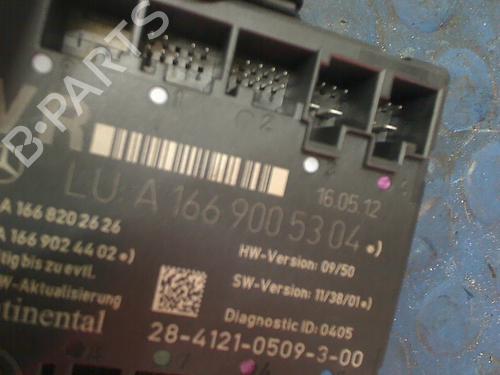 B-PARTS
VR
2
16.05.12
LU: A 166 900 53 04 •)
A 166 820 26 26
A 166 902 44 02 •)
bis zu evtl.
W-Aktualisierung
HW-Version: 09/50
SW-Version: 11/38/01 •)
Diagnostic ID: 0405
28-4121-0509-3-00